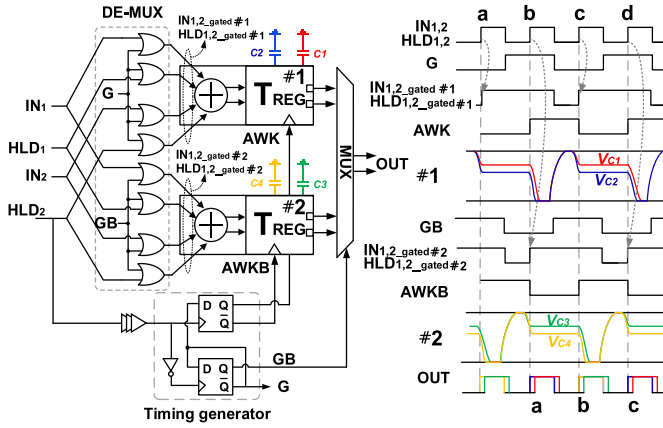 DE-MUX
IN1,2_gated#1
HLD1,2_gated#1
C2
C1
#1
TREG
G
AWK
IN1
HLD1
IN2
HLD2
IN1,2_gated#2
HLD1,2_gated#2
C4
C3
#2
TREG
GB
AWKB
MUX
OUT
D Q
Q
D Q
Q
GB
G
Timing generator
a b c d
IN1,2
HLD1,2
G
IN1,2_gated #1
HLD1,2_gated#1
AWK
#1
VC1
VC2
GB
IN1,2_gated#2
HLD1,2_gated#2
AWKB
#2
VC3
VC4
OUT
a b c